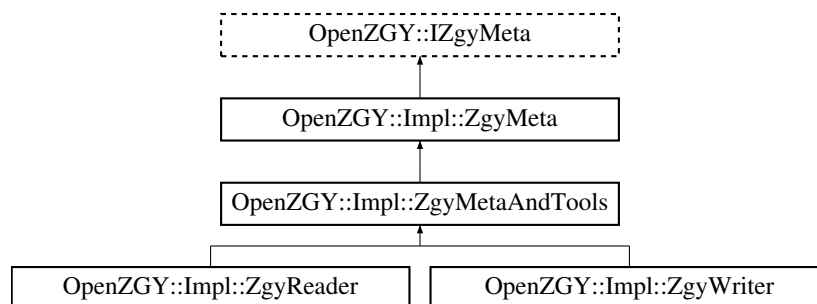 OpenZGY::IZgyMeta
OpenZGY::Impl::ZgyMeta
OpenZGY::Impl::ZgyMetaAndTools
OpenZGY::Impl::ZgyReader
OpenZGY::Impl::ZgyWriter